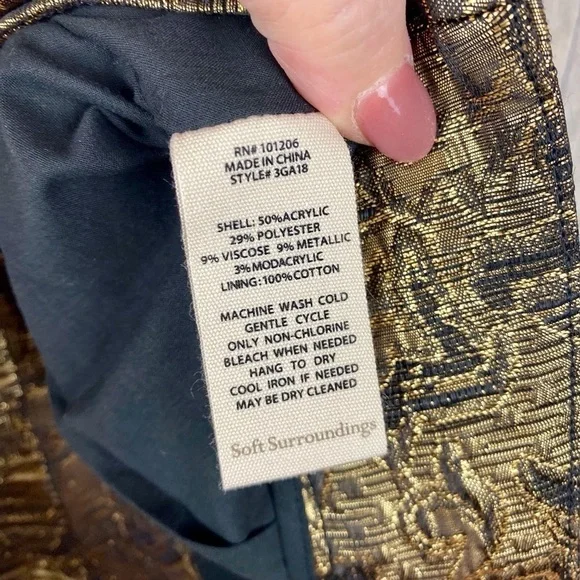 RN# 101206
MADE IN CHINA
STYLE# 3GA18
SHELL: 50%ACRYLIC
29% POLYESTER
9% VISCOSE 9% METALLIC
3%MODACRYLIC
LINING:100%COTTON
MACHINE WASH COLD
GENTLE CYCLE
ONLY NON-CHLORINE
BLEACH WHEN NEEDED
HANG TO DRY
COOL IRON IF NEEDED
MAY BE DRY CLEANED
Soft Surroundings